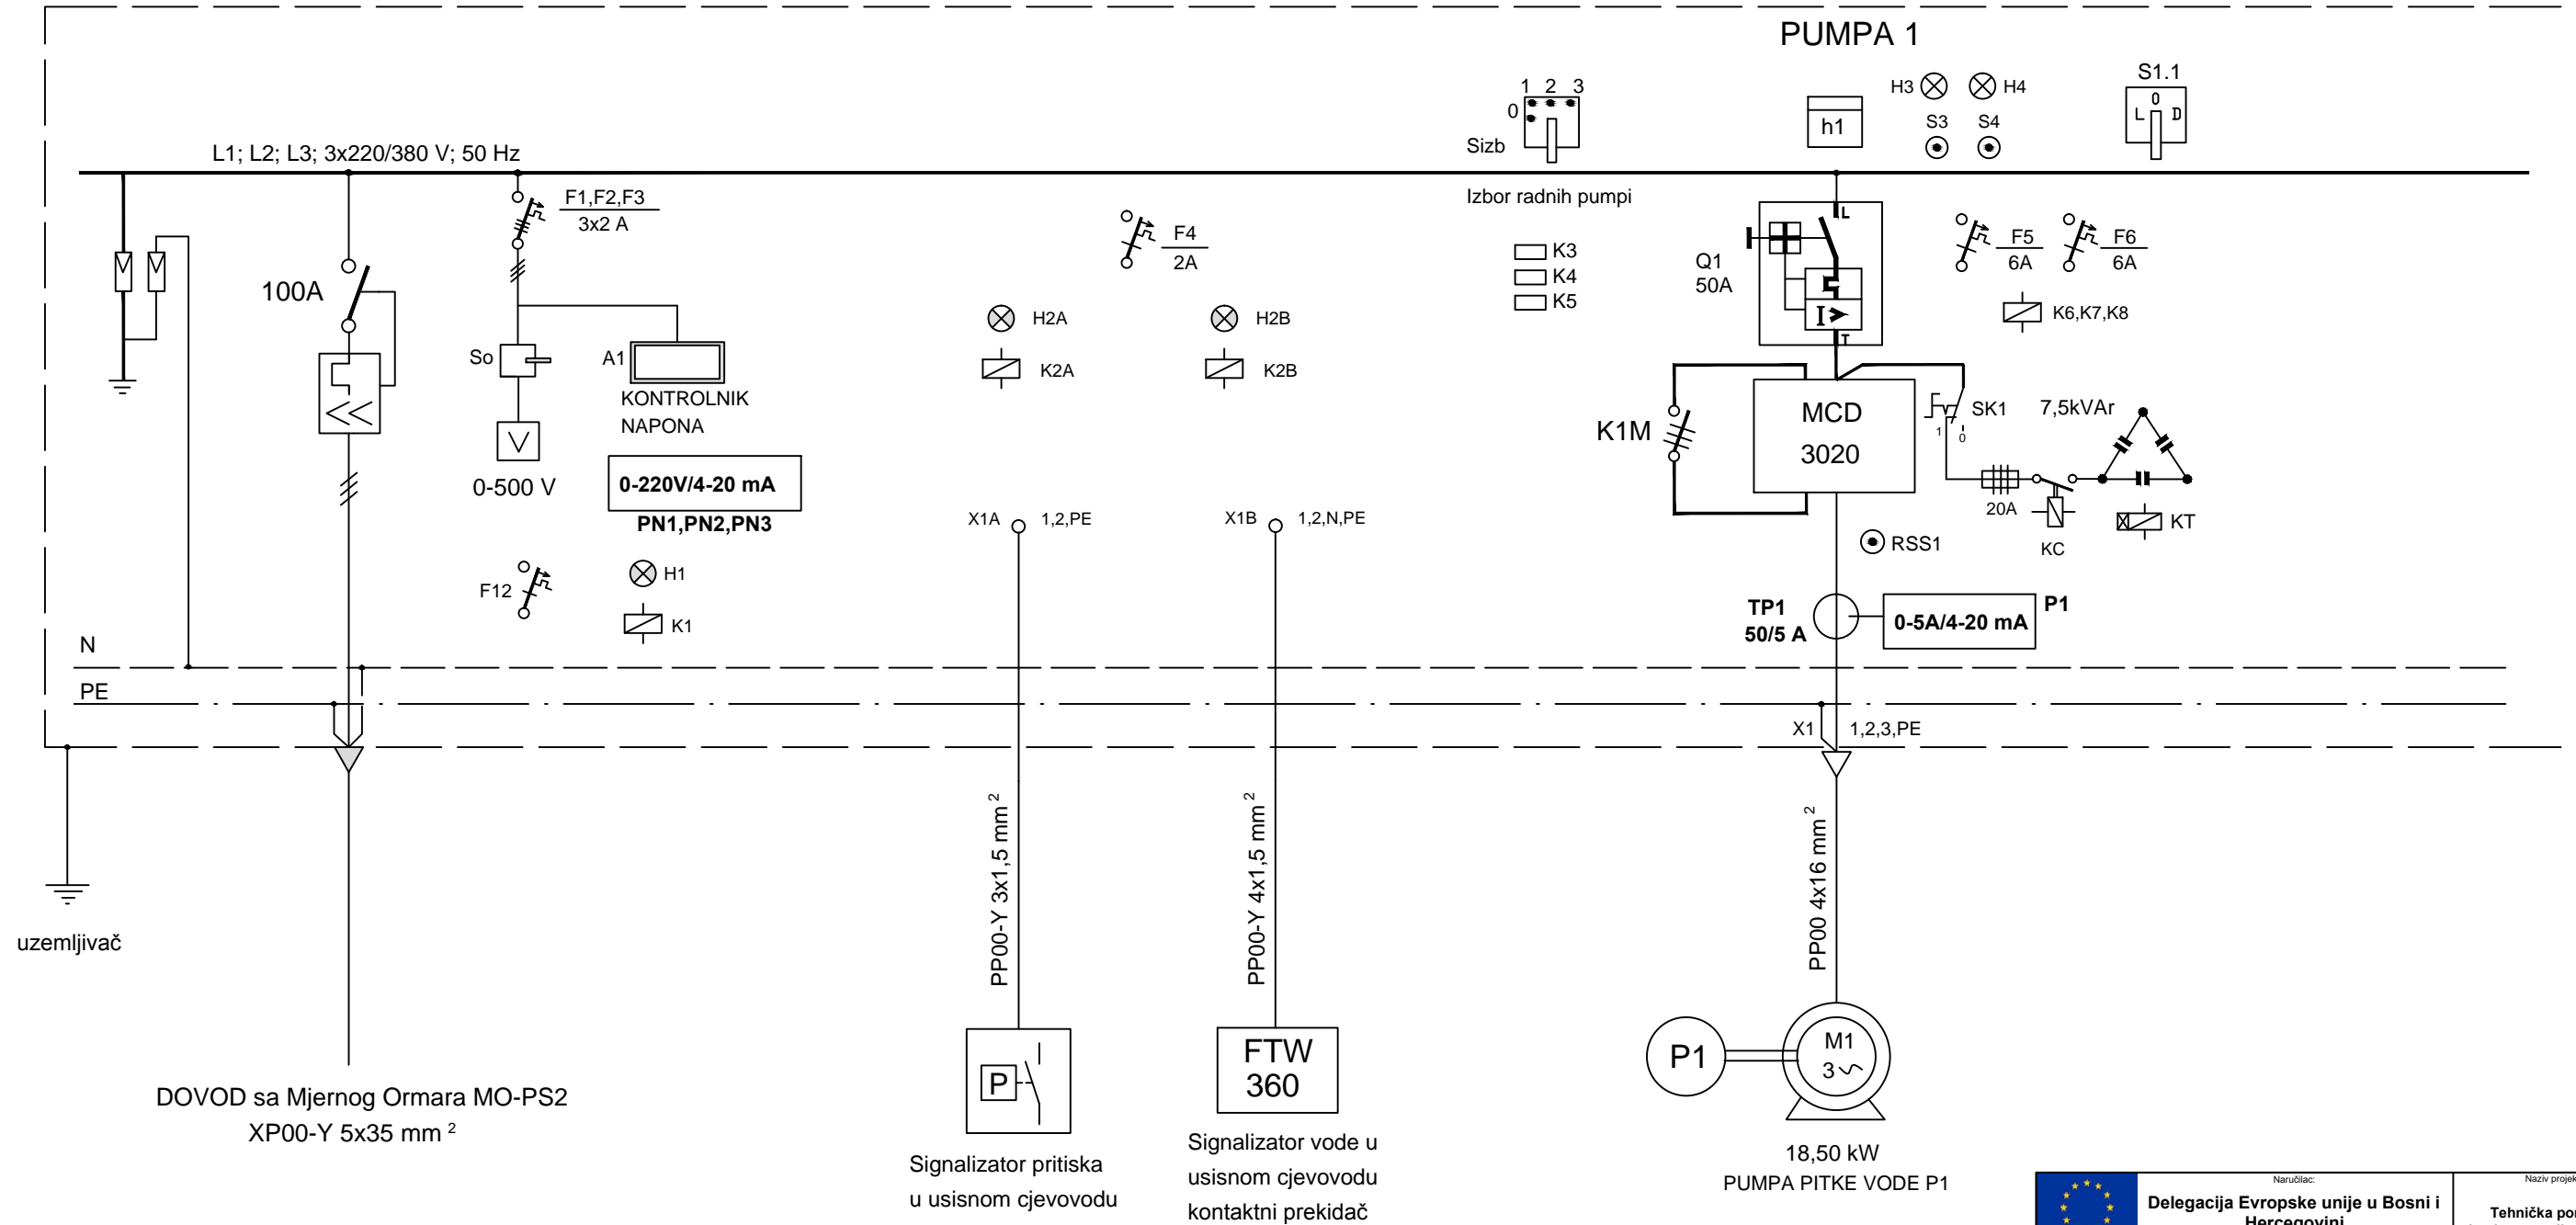 PUMPA 1
1 2 3
0
Sizb
h1
H3
H4
S3
S4
S1.1
0
L
D
L1; L2; L3; 3x220/380 V; 50 Hz
Izbor radnih pumpi
F1,F2,F3
3x2 A
100A
F4
2A
K3
K4
K5
Q1
50A
L
I>
T
F5
6A
F6
6A
K6,K7,K8
H2A
K2A
H2B
K2B
So
A1
KONTROLNIK
NAPONA
V
0-500 V
0-220V/4-20 mA
PN1,PN2,PN3
K1M
MCD
3020
SK1
1
0
7,5kVAr
20A
KC
KT
X1A
1,2,PE
X1B
1,2,N,PE
RSS1
F12
H1
K1
TP1
50/5 A
0-5A/4-20 mA
P1
N
PE
X1
1,2,3,PE
PP00-Y 3x1,5 mm 2
PP00-Y 4x1,5 mm 2
PP00 4x16 mm 2
uzemljivač
DOVOD sa Mjernog Ormara MO-PS2
XP00-Y 5x35 mm 2
P
Signalizator pritiska
u usisnom cjevovodu
FTW
360
Signalizator vode u
usisnom cjevovodu
kontaktni prekidač
P1
M1
3
18,50 kW
PUMPA PITKE VODE P1
Naručilac:
Delegacija Evropske unije u Bosni i
Hercegovini
Naziv projek
Tehnička po